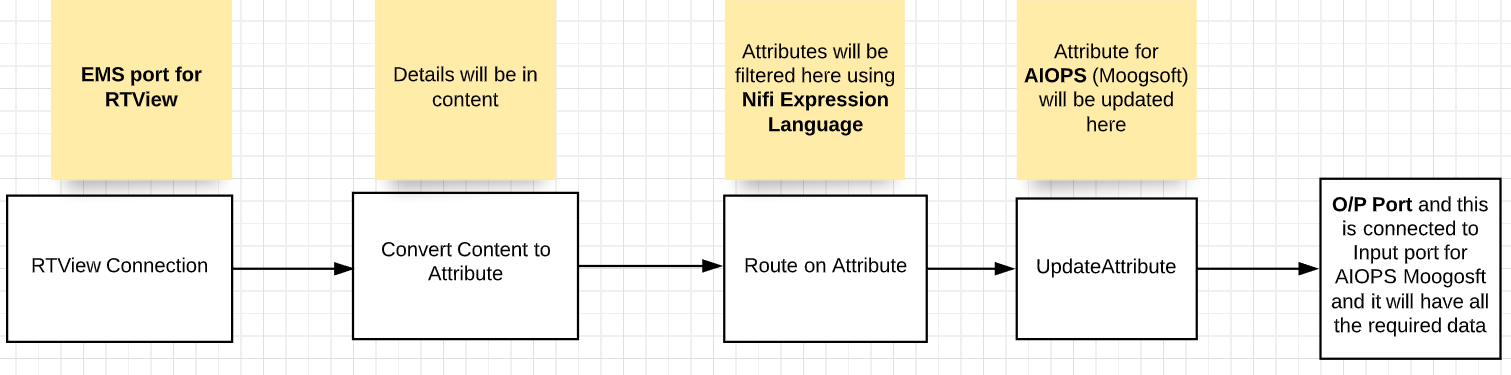 EMS port for
RTView
Details will be in
content
Attributes will be
filtered here using
Nifi Expression
Language
Attribute for
AIOPS (Moogsoft)
will be updated
here
RTView Connection
Convert Content to
Attribute
Route on Attribute
UpdateAttribute
O/P Port and this
is connected to
Input port for
AIOPS Moogosft
and it will have all
the required data